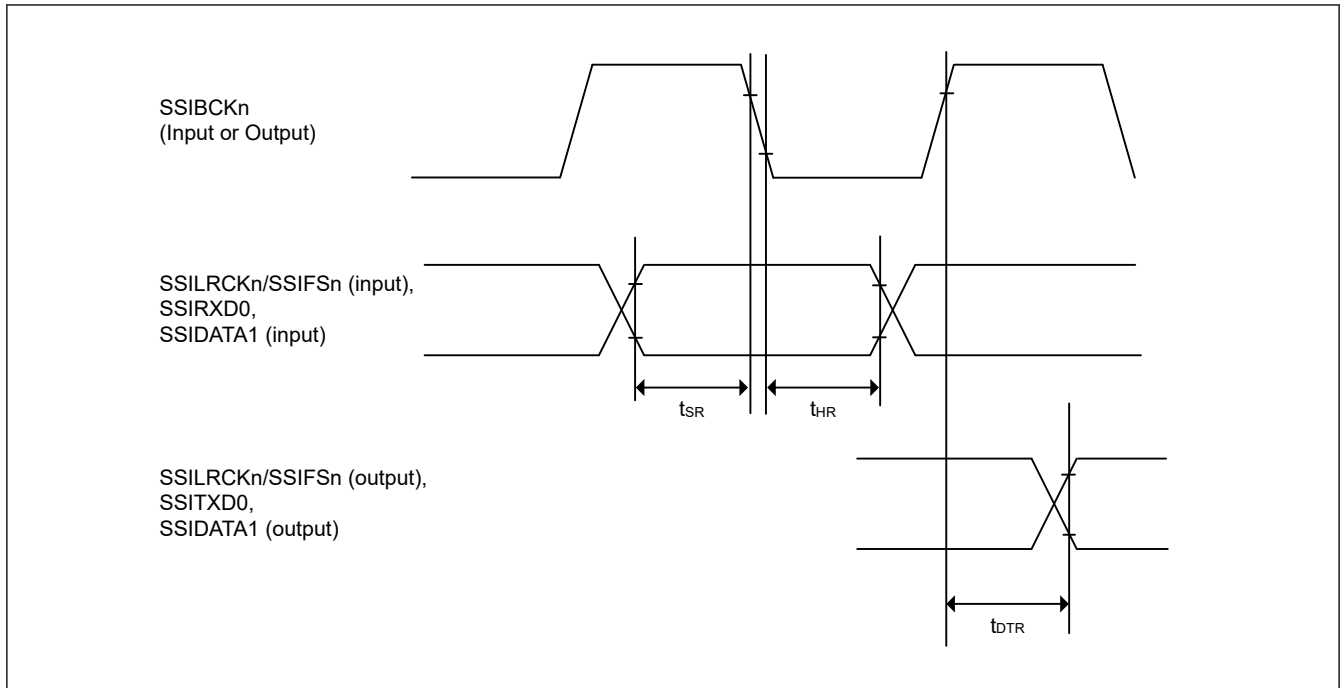 SSIBCKn
(Input or Output)
SSILRCKn/SSIFSn (input),
SSIRXD0,
SSIDATA1 (input)
tSR
tHR
SSILRCKn/SSIFSn (output),
SSITXD0,
SSIDATA1 (output)
tDTR